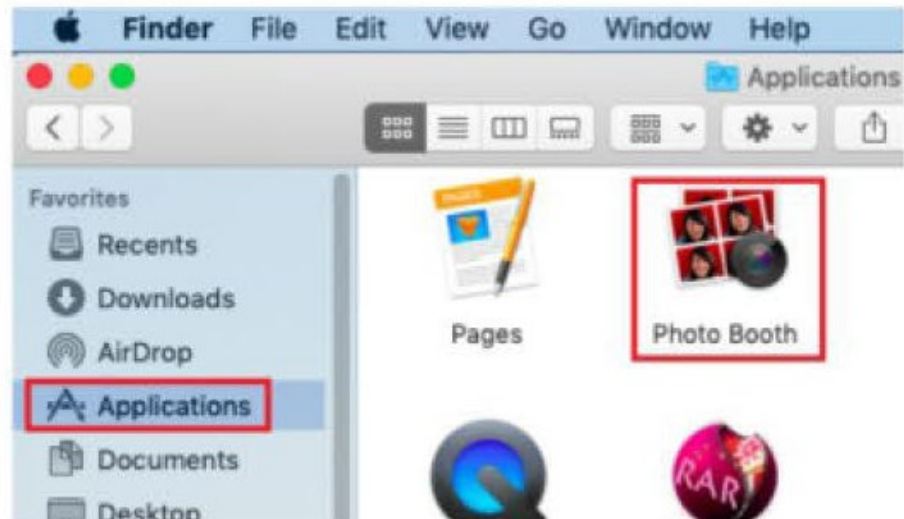 Finder File Edit View Go Window Help
Applications
Favorites
Recents
Downloads
AirDrop
Applications
Documents
Desktop
PHOTO
Pages
Photo Booth
RAR